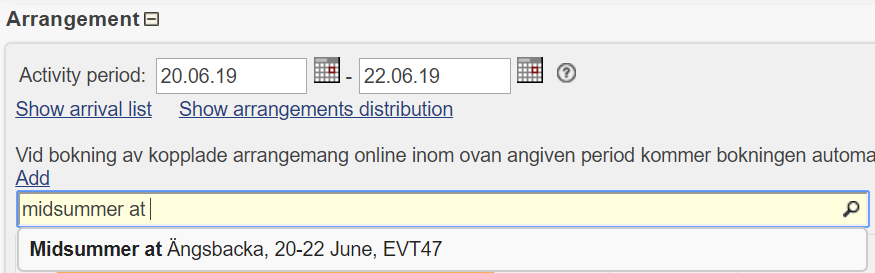 Arrangement
Activity period: 20.06.19 - 22.06.19
Show arrival list Show arrangements distribution
Vid bokning av kopplade arrangemang online inom ovan angiven period kommer bokningen automa
Add
midsummer at
Midsummer at Ängsbacka, 20-22 June, EVT47